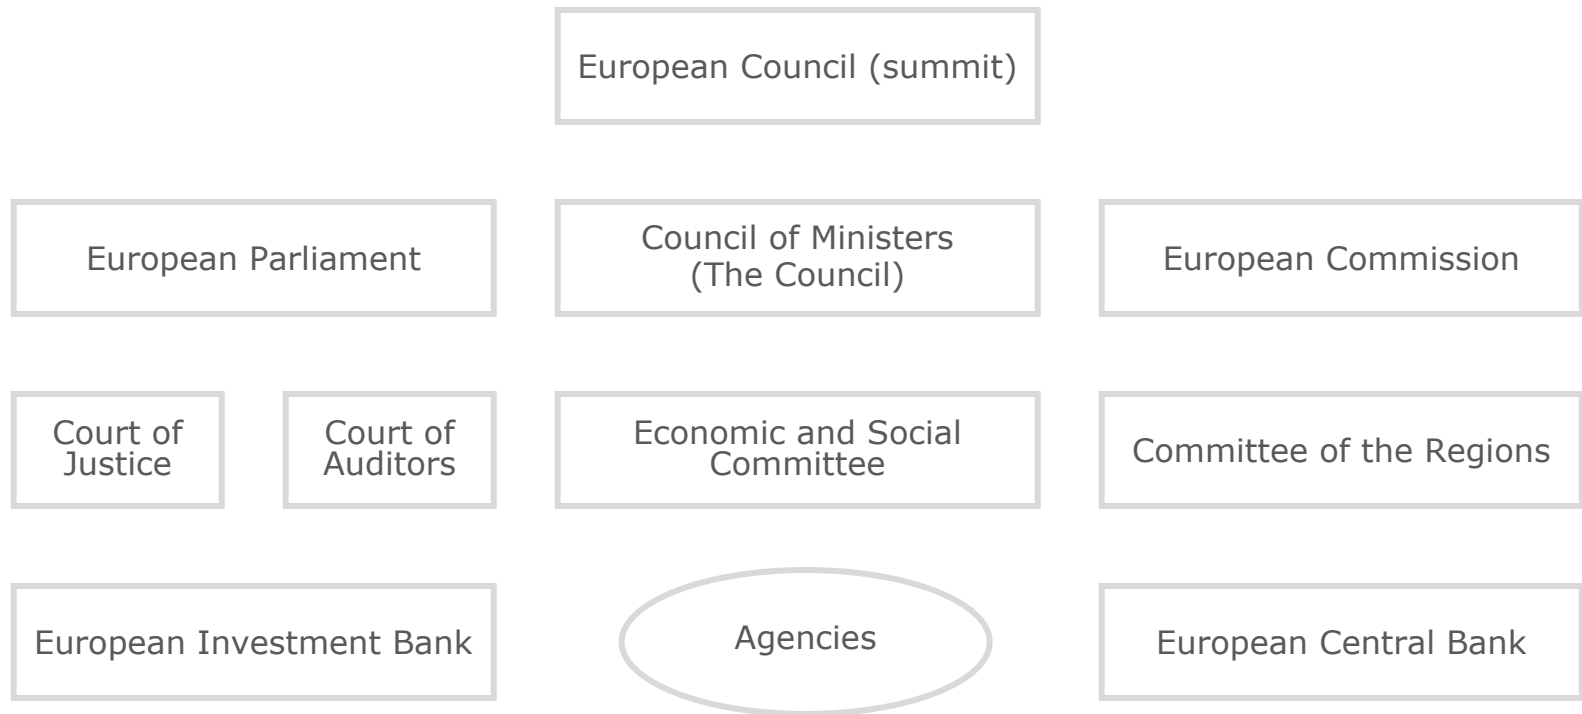 European Council (summit)
European Parliament
Council of Ministers
(The Council)
European Commission
Court of
Justice
Court of
Auditors
Economic and Social
Committee
Committee of the Regions
European Investment Bank
Agencies
European Central Bank